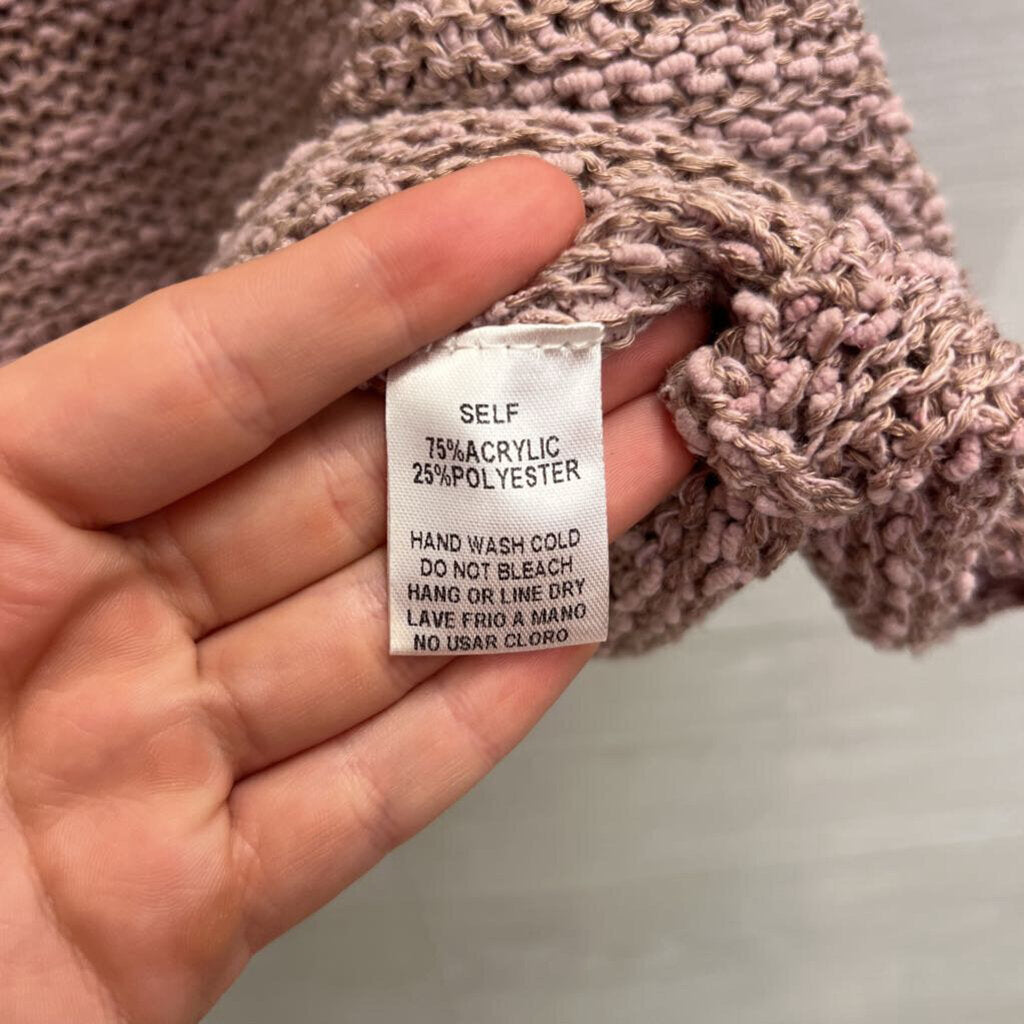 SELF
75%ACRYLIC
25%POLYESTER
HAND WASH COLD
DO NOT BLEACH
HANG OR LINE DRY
LAVE FRIO A MANO
NO USAR CLORO